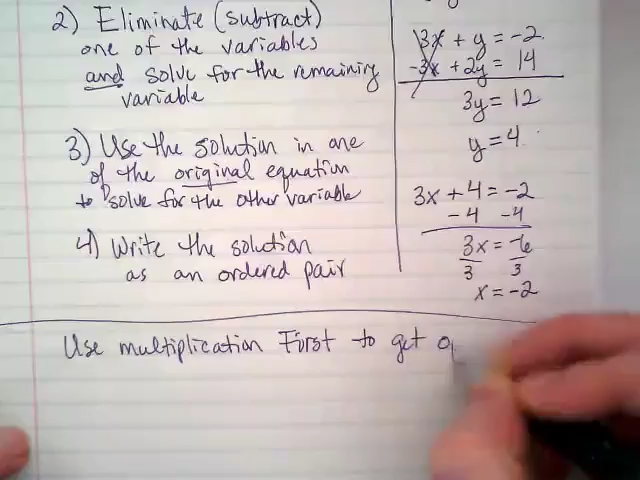 2) Eliminate (subtract)
one of the variables
and solve for the remaining
variable
3) Use the solution in one
of the original equation
to solve for the other variable
4) Write the solution
as an ordered pair
3x + y = -2
-3x + 2y = 14
3y = 12
y = 4
3x + 4 = -2
-4 -4
3x = -6
3 3
x = -2
Use multiplication First to get